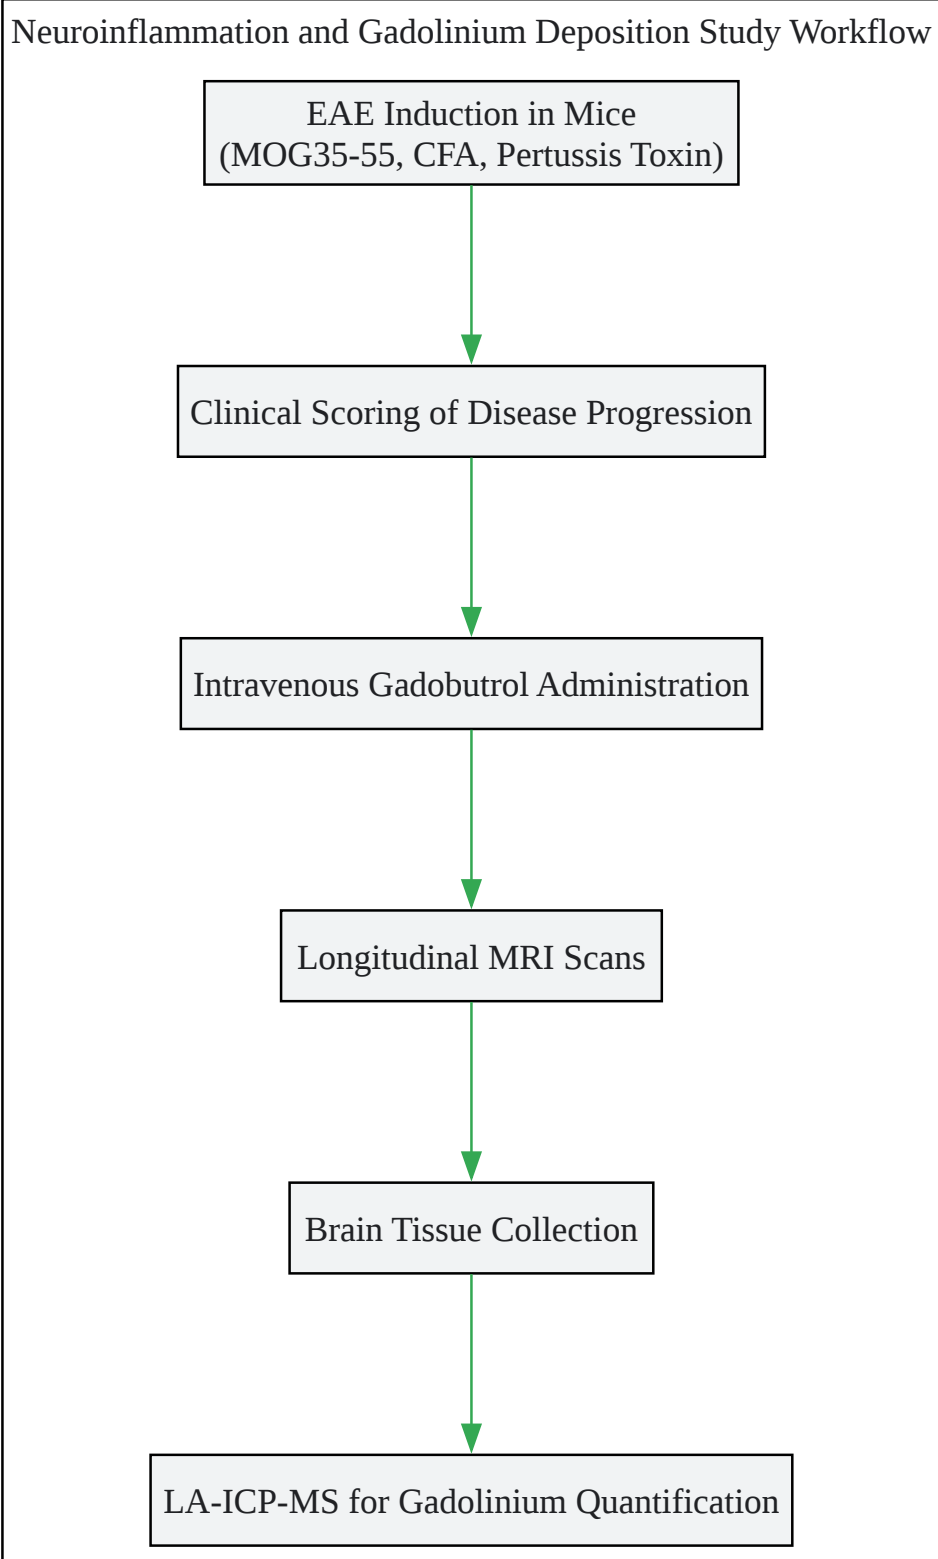 Neuroinflammation and Gadolinium Deposition Study Workflow
EAE Induction in Mice
(MOG35-55, CFA, Pertussis Toxin)
Clinical Scoring of Disease Progression
Intravenous Gadobutrol Administration
Longitudinal MRI Scans
Brain Tissue Collection
LA-ICP-MS for Gadolinium Quantification